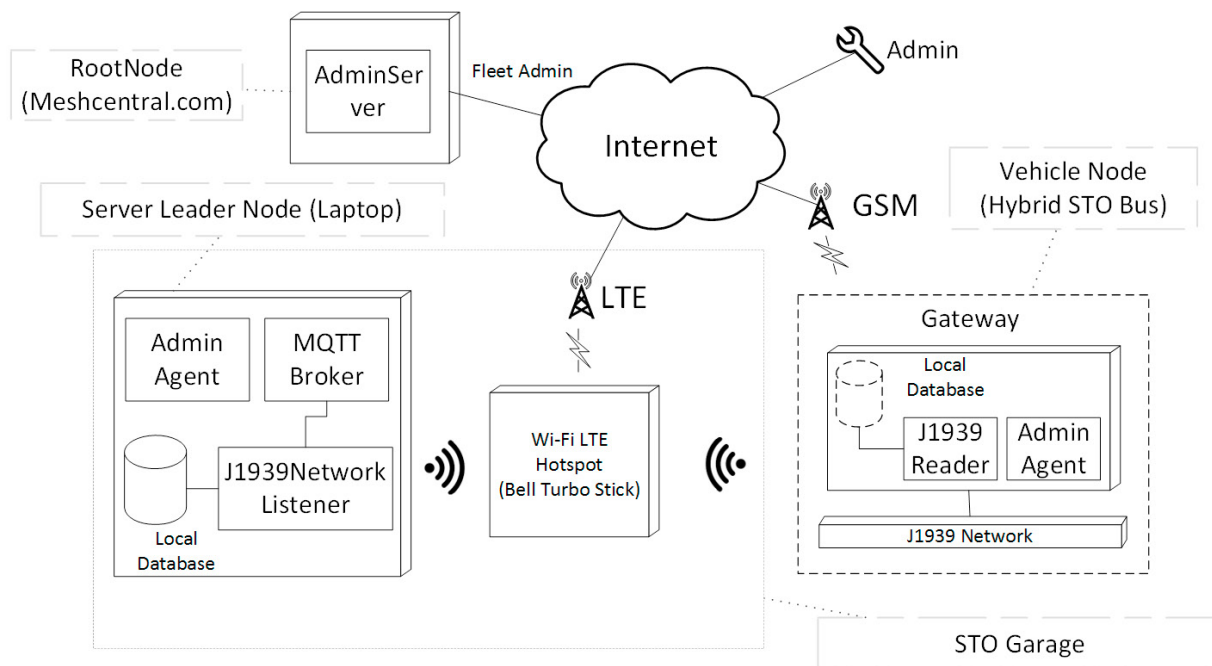 RootNode
(Meshcentral.com)
AdminSer
ver
Fleet Admin
Internet
Admin
Server Leader Node (Laptop)
GSM
Vehicle Node
(Hybrid STO Bus)
LTE
Admin
Agent
MQTT
Broker
J1939Network
Listener
Local
Database
Wi-Fi LTE
Hotspot
(Bell Turbo Stick)
Gateway
Local
Database
J1939
Reader
Admin
Agent
J1939 Network
STO Garage